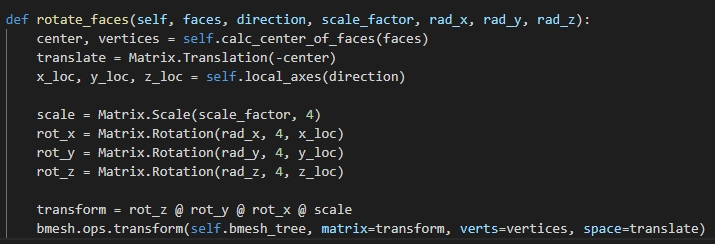 def rotate_faces(self, faces, direction, scale_factor, rad_x, rad_y, rad_z):
    center, vertices = self.calc_center_of_faces(faces)
    translate = Matrix.Translation(-center)
    x_loc, y_loc, z_loc = self.local_axes(direction)

    scale = Matrix.Scale(scale_factor, 4)
    rot_x = Matrix.Rotation(rad_x, 4, x_loc)
    rot_y = Matrix.Rotation(rad_y, 4, y_loc)
    rot_z = Matrix.Rotation(rad_z, 4, z_loc)

    transform = rot_z @ rot_y @ rot_x @ scale
    bmesh.ops.transform(self.bmesh_tree, matrix=transform, verts=vertices, space=translate)